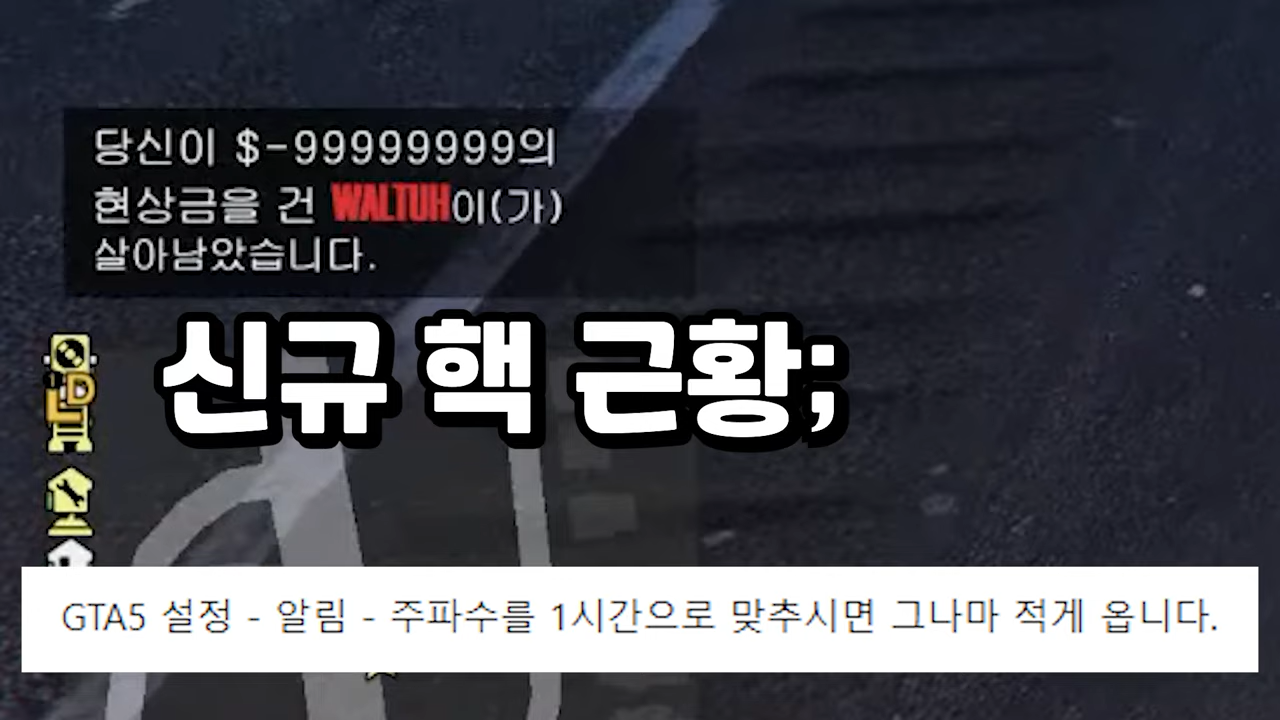 당신이 $-99999999의
현상금을 건 WALTUH이(가)
살아남았습니다.
신규 핵 근황;
GTA5 설정 - 알림 - 주파수를 1시간으로 맞추시면 그나마 적게 옵니다.